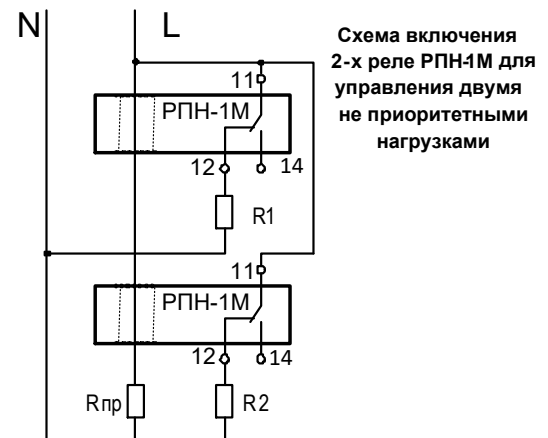 N L
Схема включения
2-х реле РПН-1М для
управления двумя
не приоритетными
нагрузками
11
РПН-1М
12 14
R1
11
РПН-1М
12 14
Rпр R2